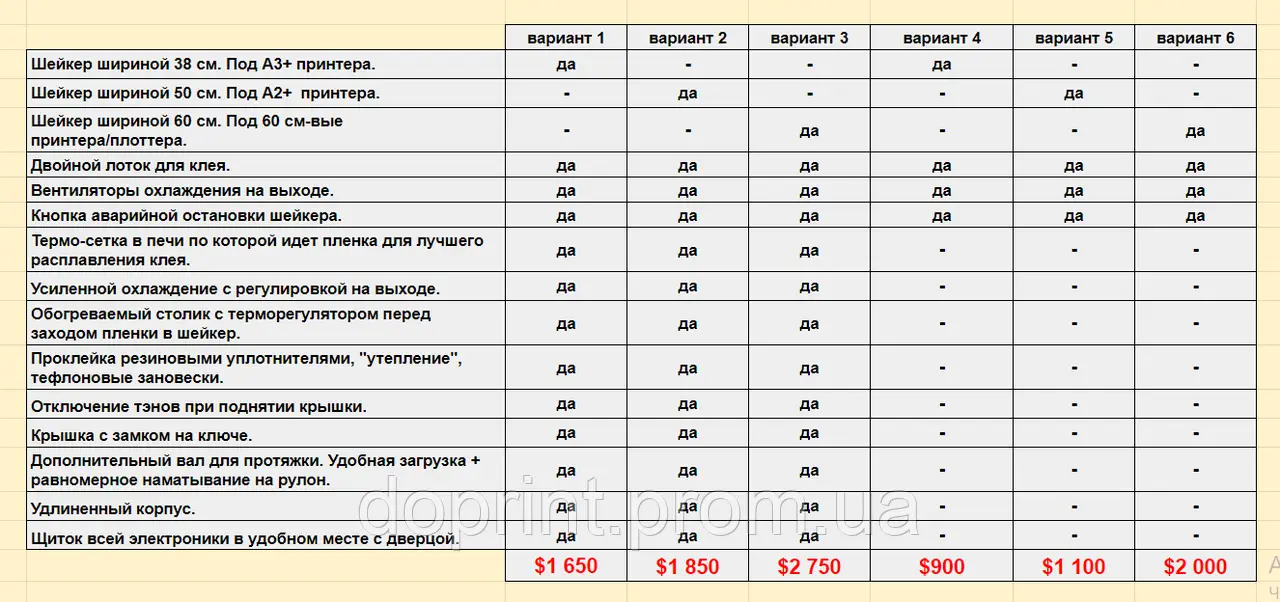 вариант 1 вариант 2 вариант 3 вариант 4 вариант 5 вариант 6
Шейкер шириной 38 см. Под А3+ принтера. да - - да - -
Шейкер шириной 50 см. Под А2+ принтера. - да - - да -
Шейкер шириной 60 см. Под 60 см-вые
принтера/плоттера. - - да - - да
Двойной лоток для клея. да да да да да да
Вентиляторы охлаждения на выходе. да да да да да да
Кнопка аварийной остановки шейкера. да да да да да да
Термо-сетка в печи по которой идет пленка для лучшего
расплавления клея. да да да - - -
Усиленной охлаждение с регулировкой на выходе. да да да - - -
Обогреваемый столик с терморегулятором перед
заходом пленки в шейкер. да да да - - -
Проклейка резиновыми уплотнителями, "утепление",
тефлоновые зановески. да да да - - -
Отключение тэнов при поднятии крышки. да да да - - -
Крышка с замком на ключе. да да да - - -
Дополнительный вал для протяжки. Удобная загрузка +
равномерное наматывание на рулон. да да да - - -
Удлиненный корпус. да да да - - -
Щиток всей электроники в удобном месте с дверцой. да да да - - -
$1 650 $1 850 $2 750 $900 $1 100 $2 000
doprint.prom.ua